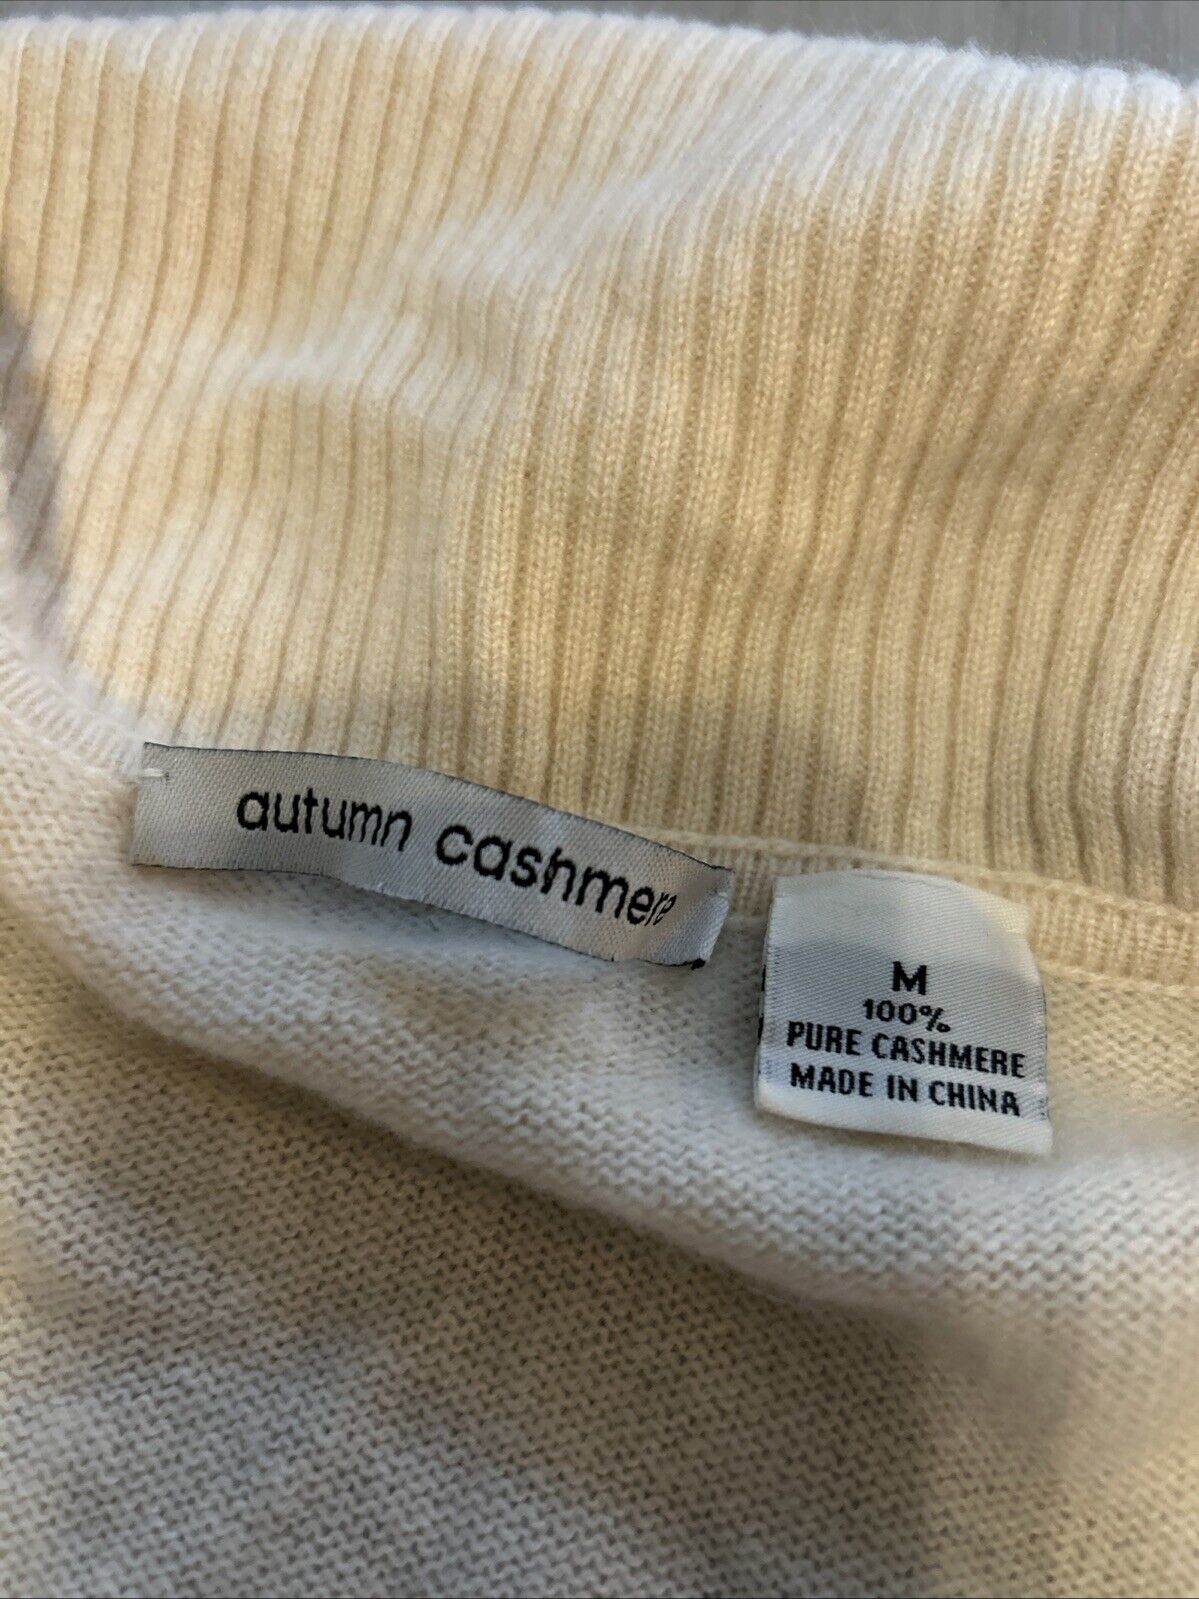 autumn cashmere
M
100%
PURE CASHMERE
MADE IN CHINA